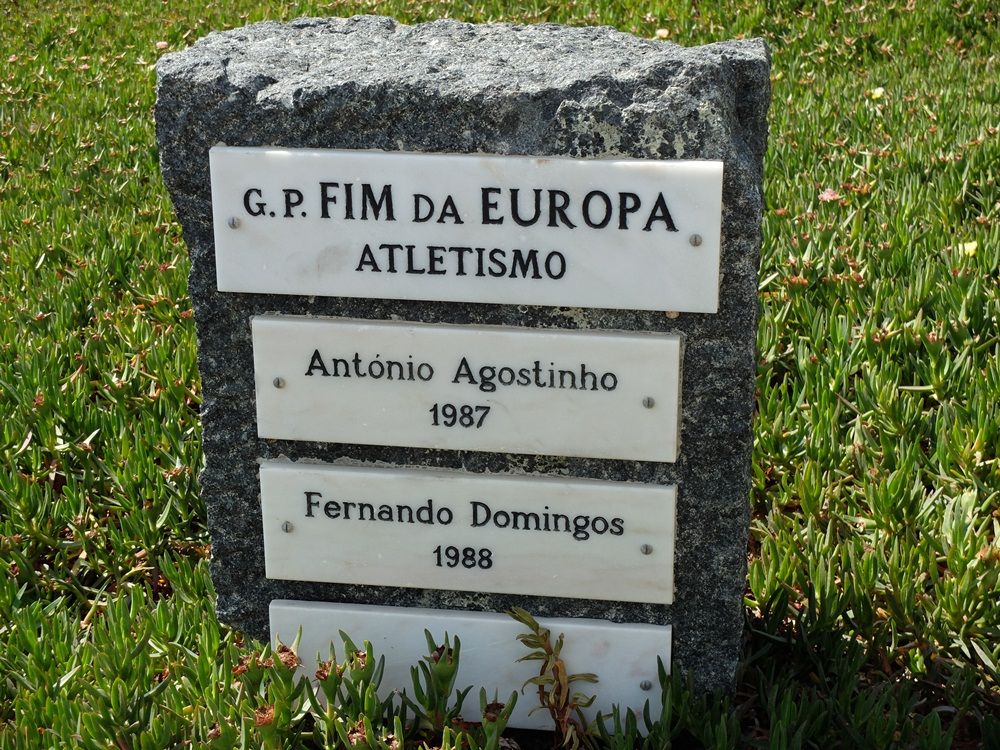 G.P. FIM DA EUROPA
ATLETISMO
António Agostinho
1987
Fernando Domingos
1988